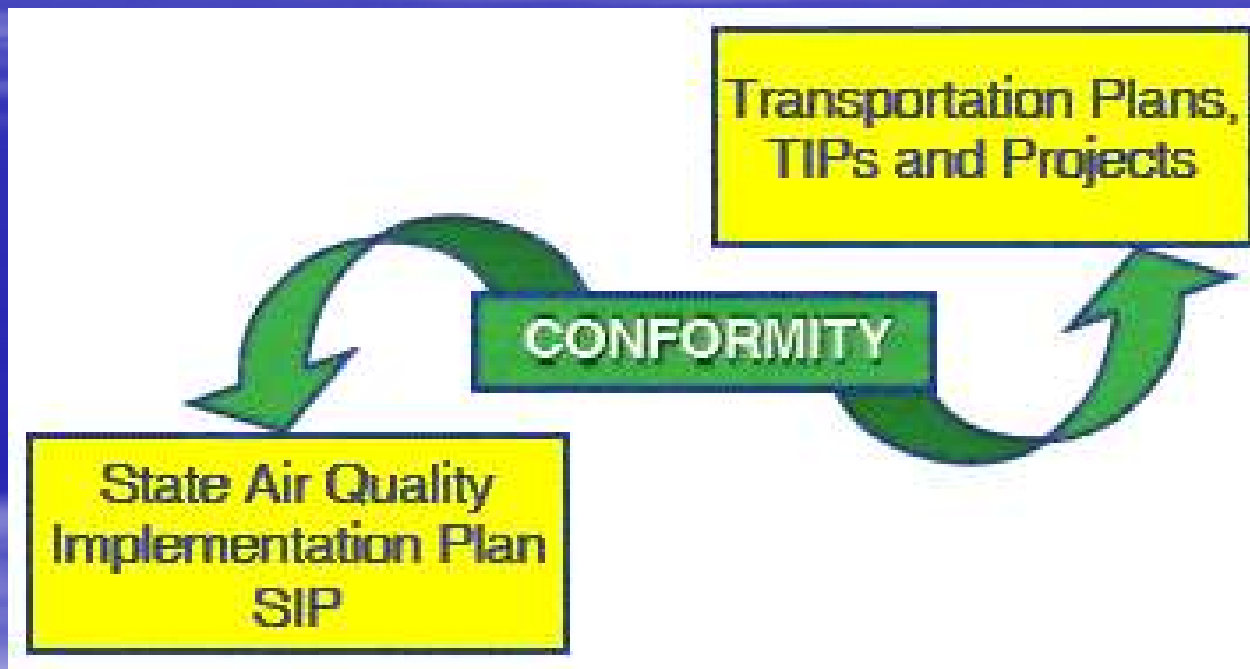 Transportation Plans,
TIPs and Projects
CONFORMITY
State Air Quality
Implementation Plan
SIP